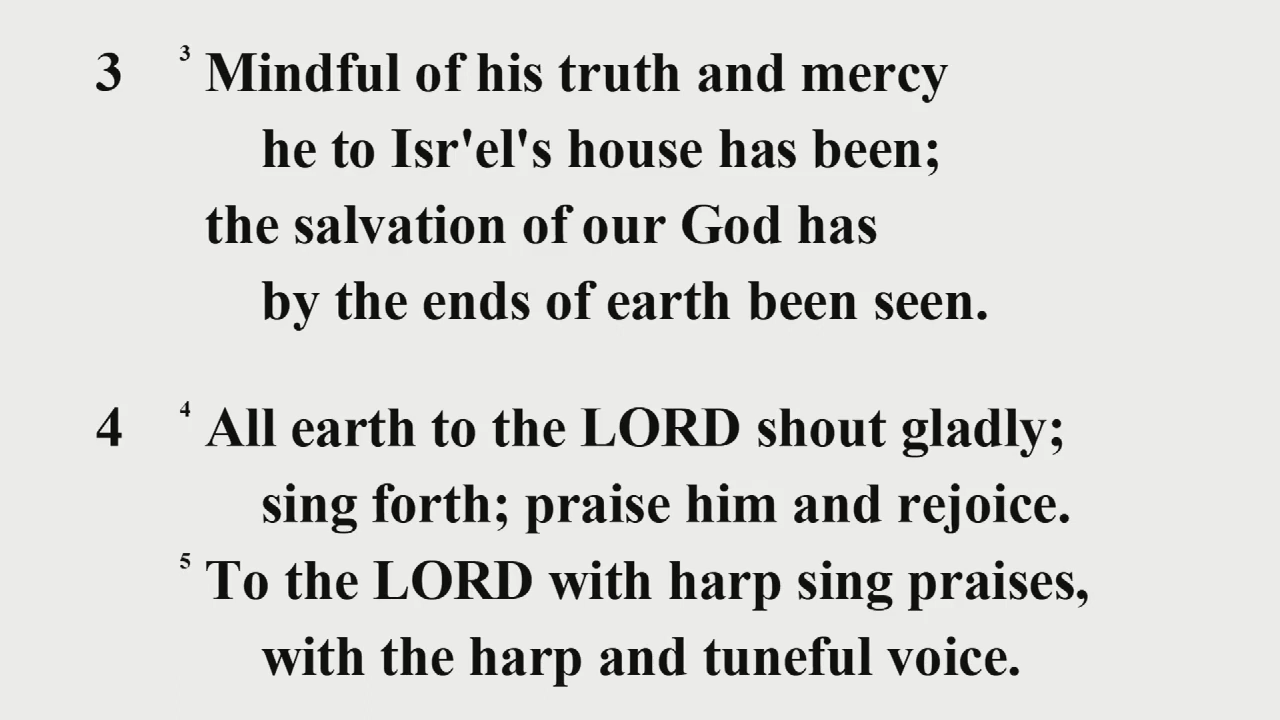 3 3 Mindful of his truth and mercy
he to Isr'el's house has been;
the salvation of our God has
by the ends of earth been seen.
4 4 All earth to the LORD shout gladly;
sing forth; praise him and rejoice.
5 To the LORD with harp sing praises,
with the harp and tuneful voice.